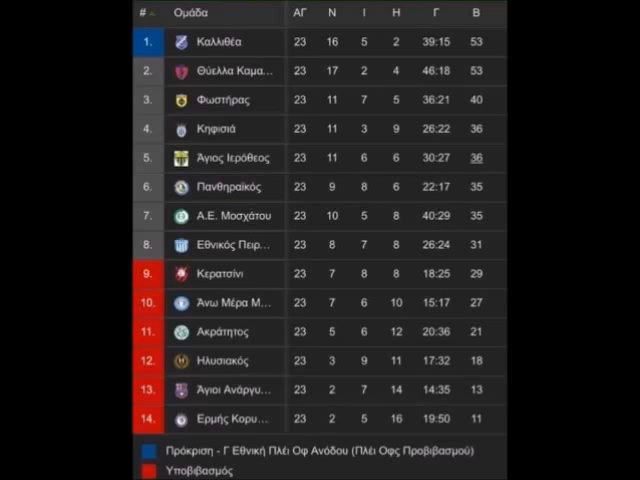 # Ομάδα ΑΓ Ν Ι Η Γ Β
1. Καλλιθέα 23 16 5 2 39:15 53
2. Θύελλα Καμα... 23 17 2 4 46:18 53
3. Φωστήρας 23 11 7 5 36:21 40
4. Κηφισιά 23 11 3 9 26:22 36
5. Άγιος Ιερόθεος 23 11 6 6 30:27 36
6. Πανθηραϊκός 23 9 8 6 22:17 35
7. Α.Ε. Μοσχάτου 23 10 5 8 40:29 35
8. Εθνικός Πειρ... 23 8 7 8 26:24 31
9. Κερατσίνι 23 7 8 8 18:25 29
10. Άνω Μέρα Μ... 23 7 6 10 15:17 27
11. Ακράτητος 23 5 6 12 20:36 21
12. Ηλυσιακός 23 3 9 11 17:32 18
13. Άγιοι Ανάργυ... 23 2 7 14 14:35 13
14. Ερμής Κορυ... 23 2 5 16 19:50 11
Πρόκριση - Γ Εθνική Πλέι Οφ Ανόδου (Πλέι Οφς Προβιβασμού)
Υποβιβασμός